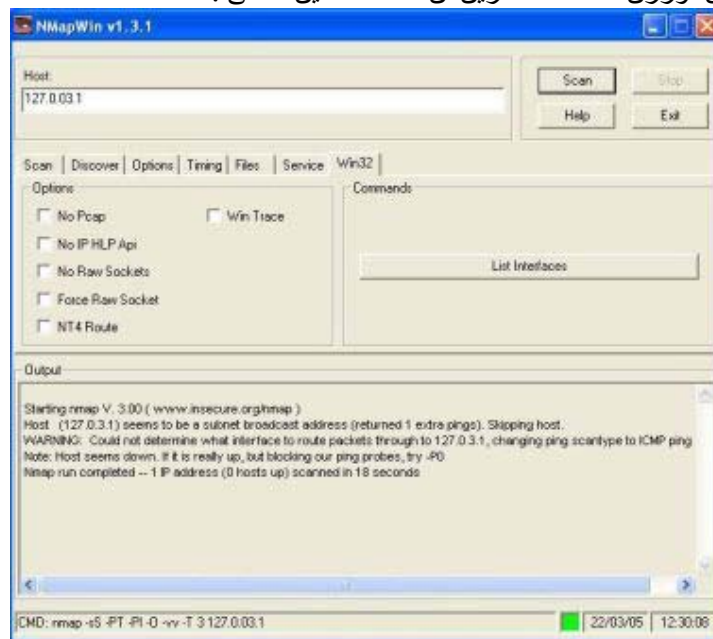 NMapWin v1.3.1
Host:
127.0.03.1
Scan
Stop
Help
Exit
Scan
Discover
Options
Timing
Files
Service
Win32
Options
No Pcap
Win Trace
No IP HLP Api
No Raw Sockets
Force Raw Socket
NT4 Route
Commands
List Interfaces
Output
Starting nmap V. 3.00 ( www.insecure.org/nmap )
Host (127.0.3.1) seems to be a subnet broadcast address (returned 1 extra pings). Skipping host.
WARNING: Could not determine what interface to route packets through to 127.0.3.1, changing ping scantype to ICMP ping
Note: Host seems down. If it is really up, but blocking our ping probes, try -P0
Nmap run completed -- 1 IP address (0 hosts up) scanned in 18 seconds
CMD: nmap -sS -PT -PI -O -vv -T 3 127.0.03.1
22/03/05
12:30:08